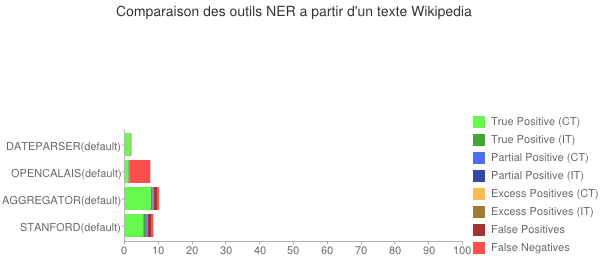 Comparaison des outils NER a partir d'un texte Wikipedia
DATEPARSER(default)
OPENCALAIS(default)
AGGREGATOR(default)
STANFORD(default)
0 10 20 30 40 50 60 70 80 90 100
True Positive (CT)
True Positive (IT)
Partial Positive (CT)
Partial Positive (IT)
Excess Positives (CT)
Excess Positives (IT)
False Positives
False Negatives